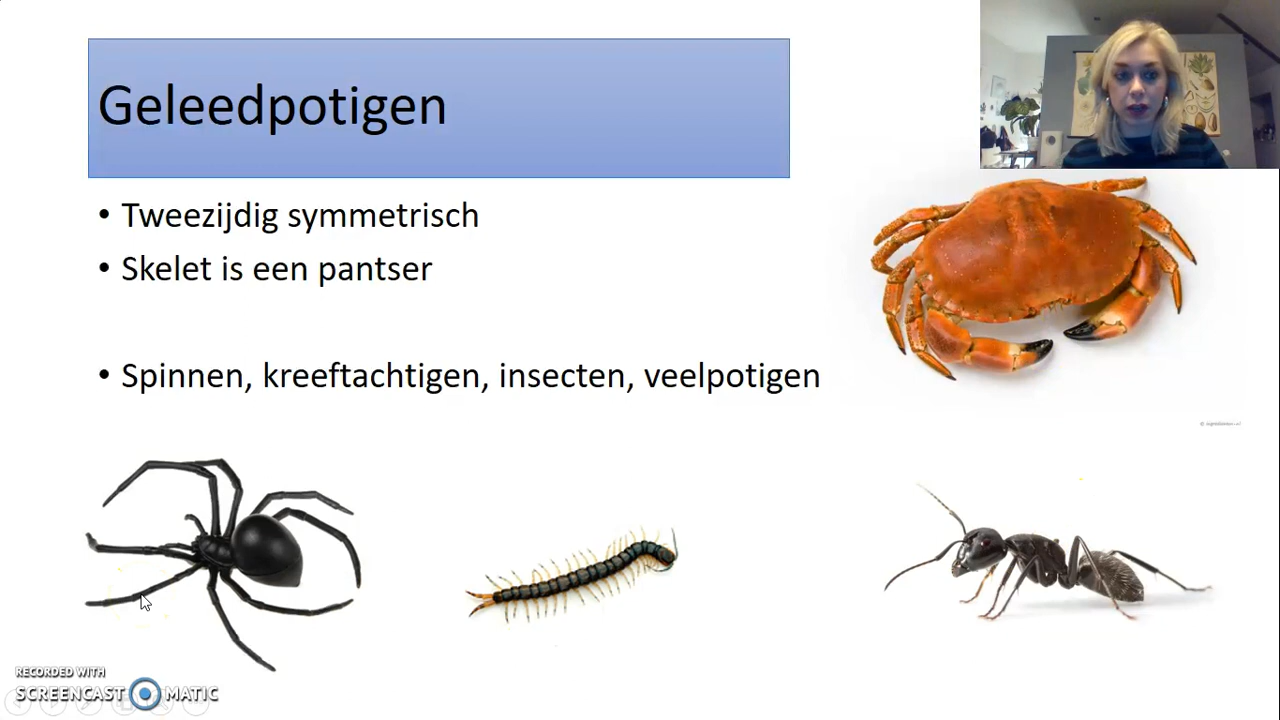 Geleedpotigen
• Tweezijdig symmetrisch
• Skelet is een pantser
• Spinnen, kreeftachtigen, insecten, veelpotigen
RECORDED WITH
SCREENCAST MATIC